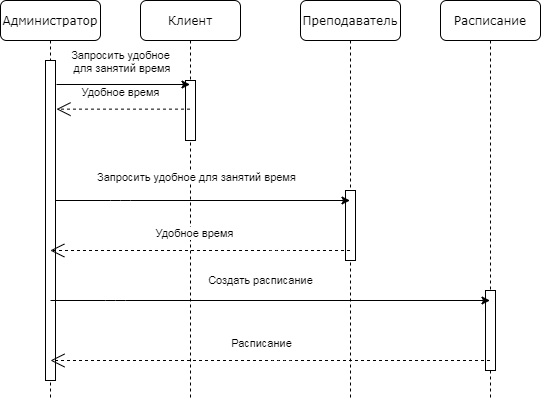 Администратор
Клиент
Преподаватель
Расписание
Запросить удобное
для занятий время
Удобное время
Запросить удобное для занятий время
Удобное время
Создать расписание
Расписание